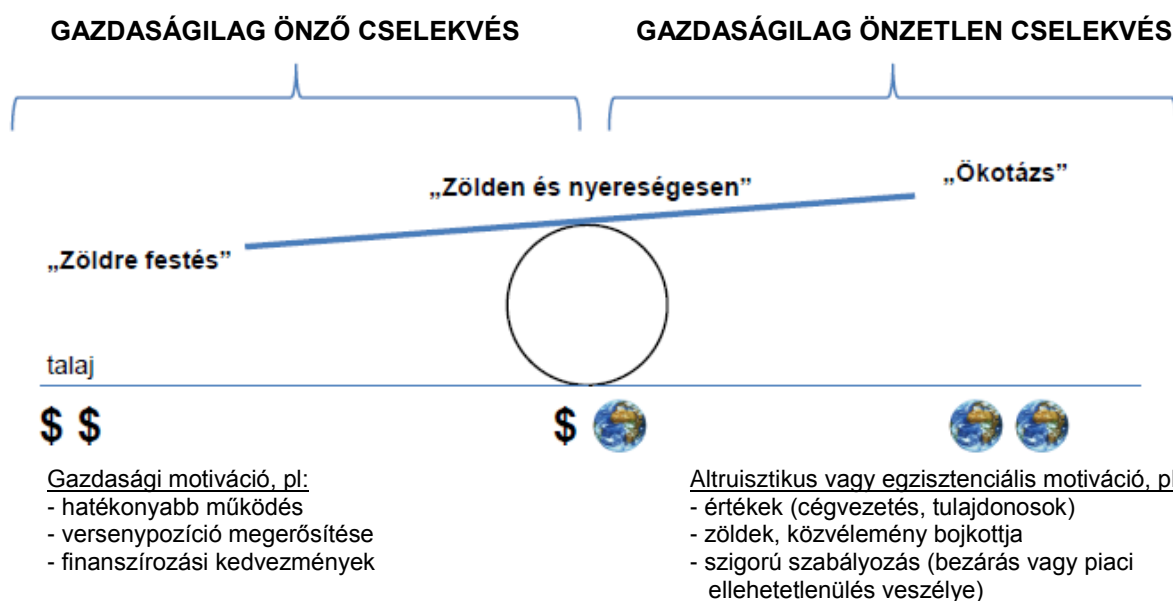 GAZDASÁGILAG ÖNZŐ CSELEKVÉS
GAZDASÁGILAG ÖNZETLEN CSELEKVÉS
„Ökotázs”
„Zölden és nyereségesen”
„Zöldre festés”
talaj
$ $
$
Gazdasági motiváció, pl:
- hatékonyabb működés
- versenypozíció megerősítése
- finanszírozási kedvezmények
Altruisztikus vagy egzisztenciális motiváció, pl
- értékek (cégvezetés, tulajdonosok)
- zöldek, közvélemény bojkottja
- szigorú szabályozás (bezárás vagy piaci
ellehetetlenülés veszélye)